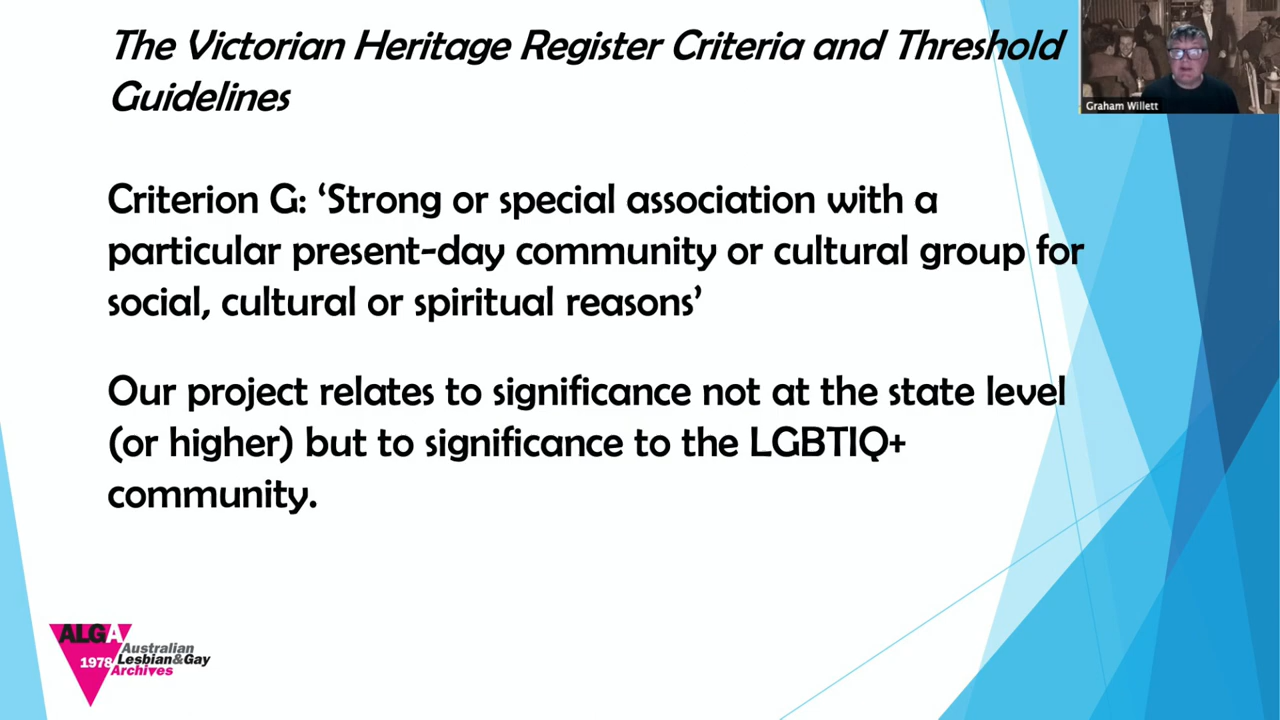 The Victorian Heritage Register Criteria and Threshold
Guidelines
Graham Willett
Criterion G: ‘Strong or special association with a
particular present-day community or cultural group for
social, cultural or spiritual reasons’
Our project relates to significance not at the state level
(or higher) but to significance to the LGBTIQ+
community.
ALGA
1978
Australian
Lesbian&Gay
Archives